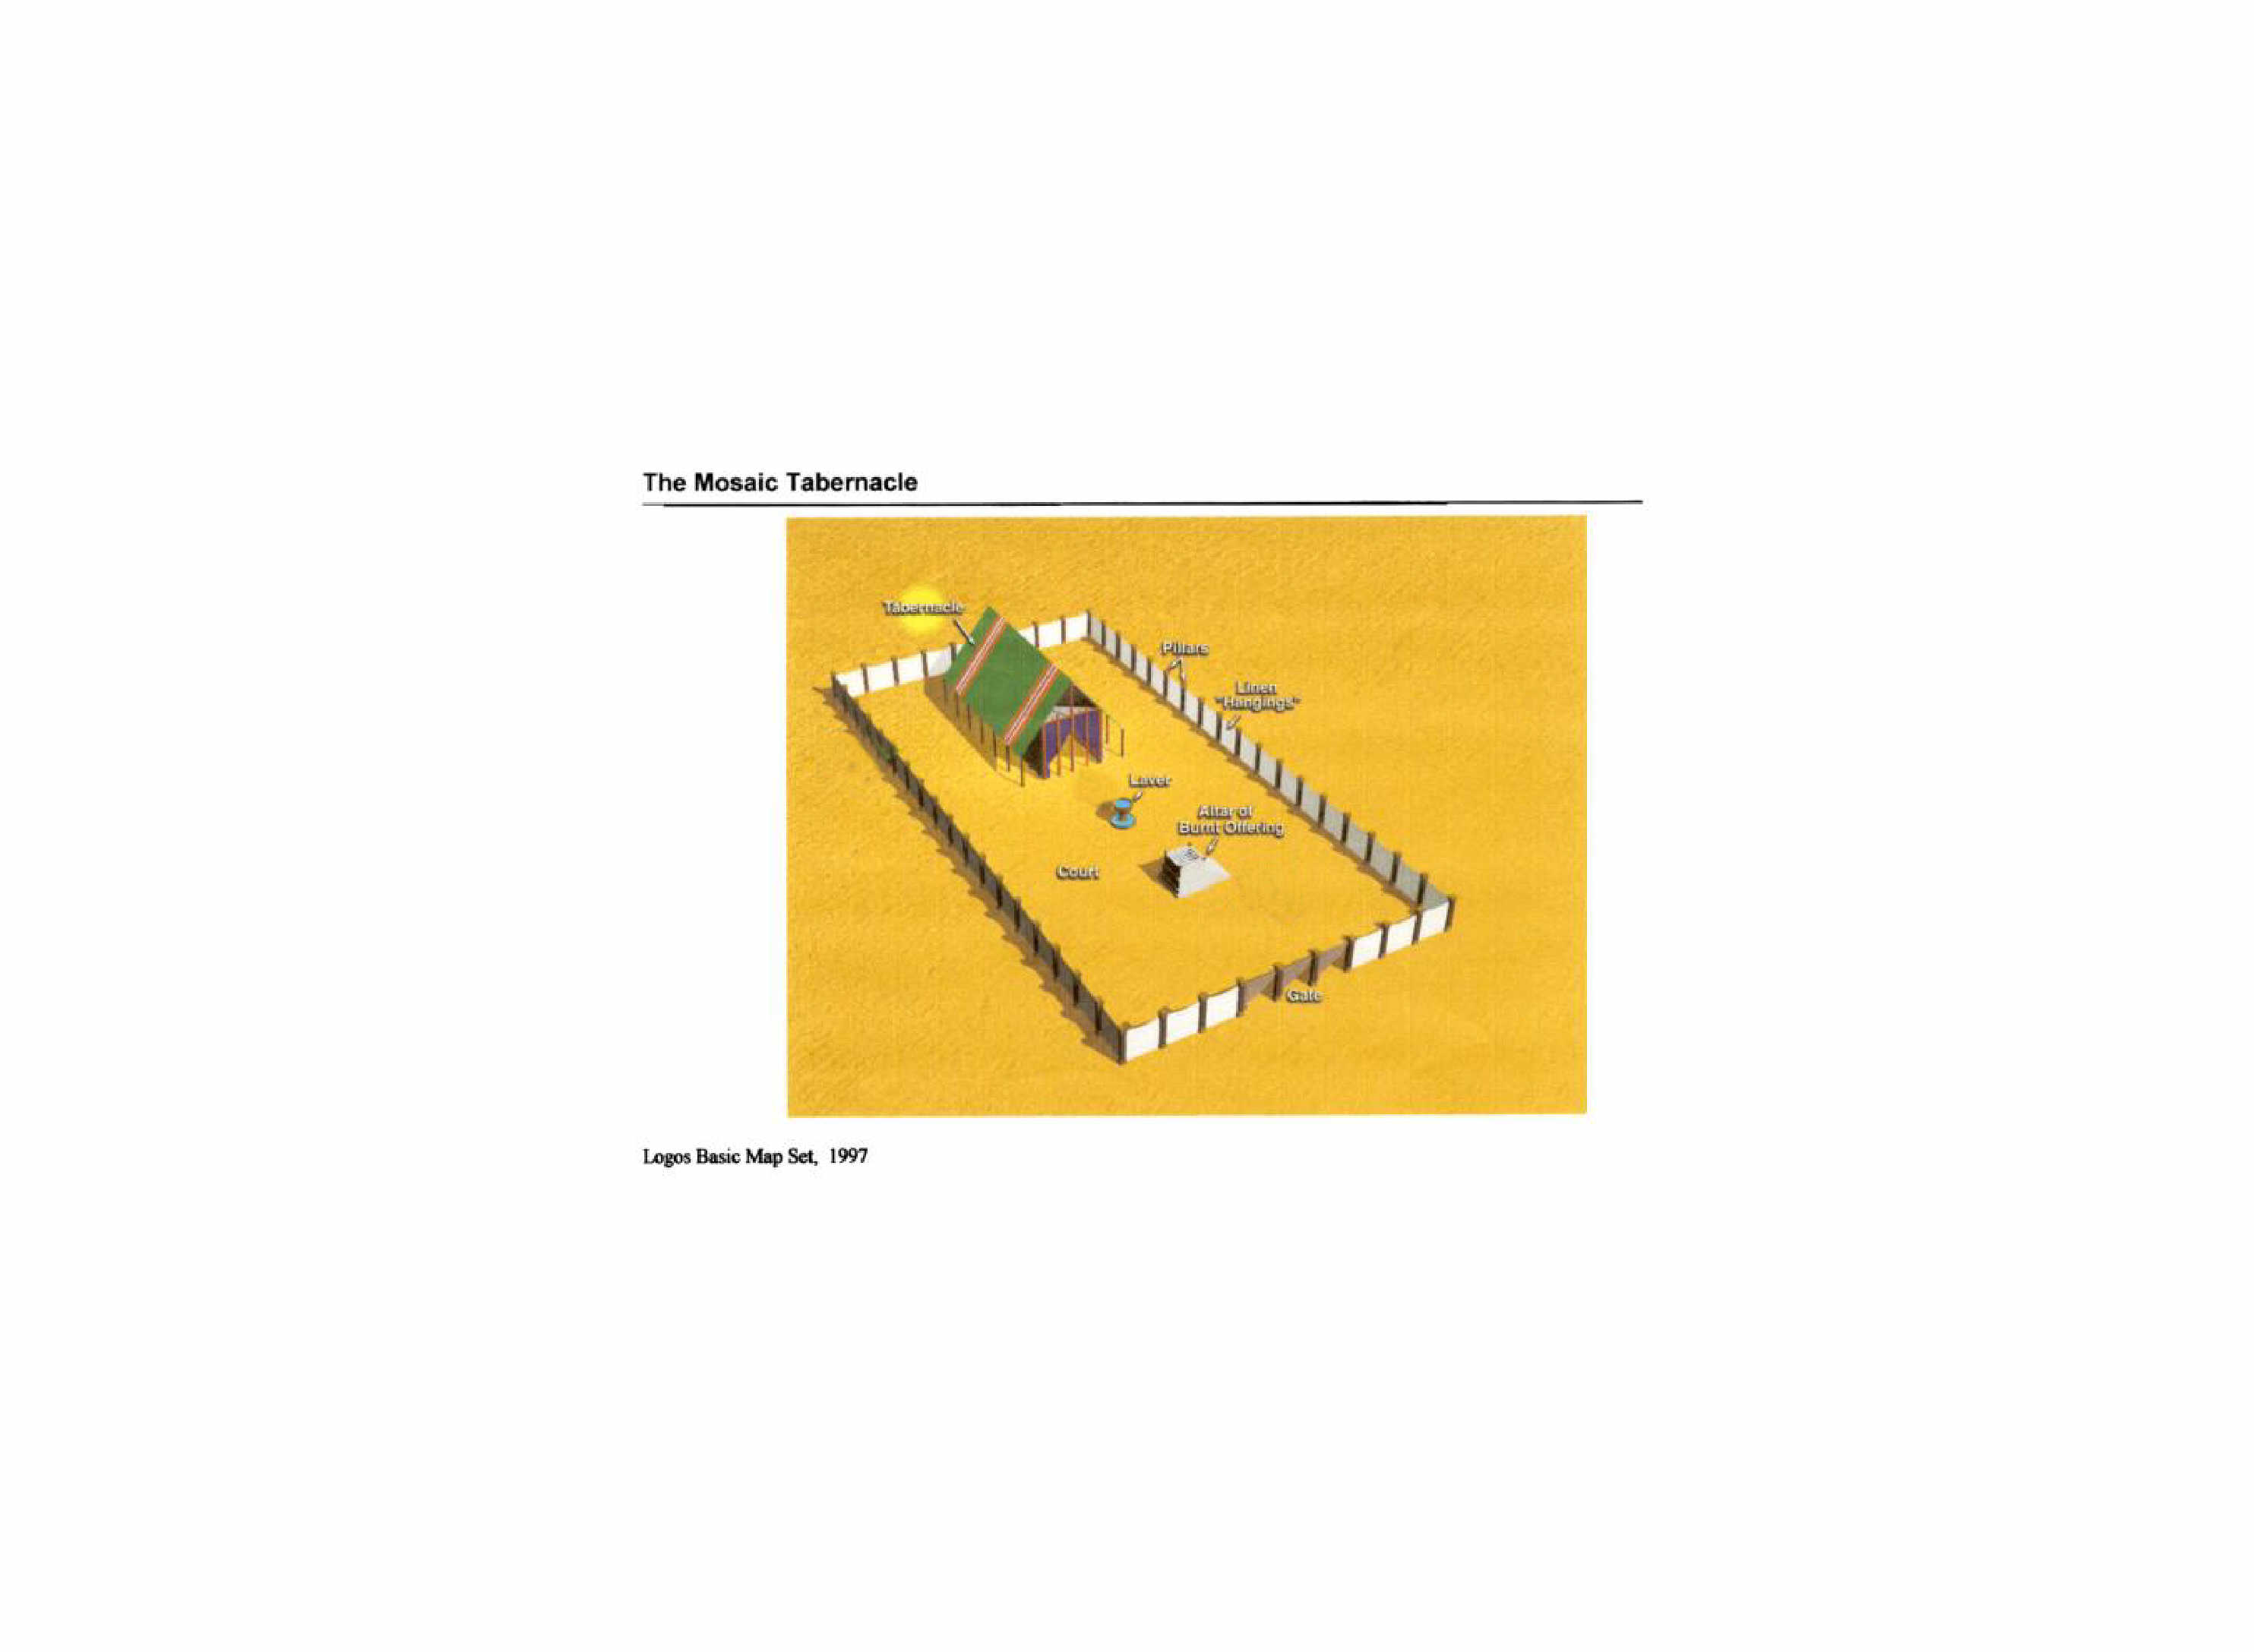 The Mosaic Tabernacle
Tabernacle
Pillars
Linen
"Hangings"
Laver
Altar of
Burnt Offering
Court
Gate
Logos Basic Map Set, 1997